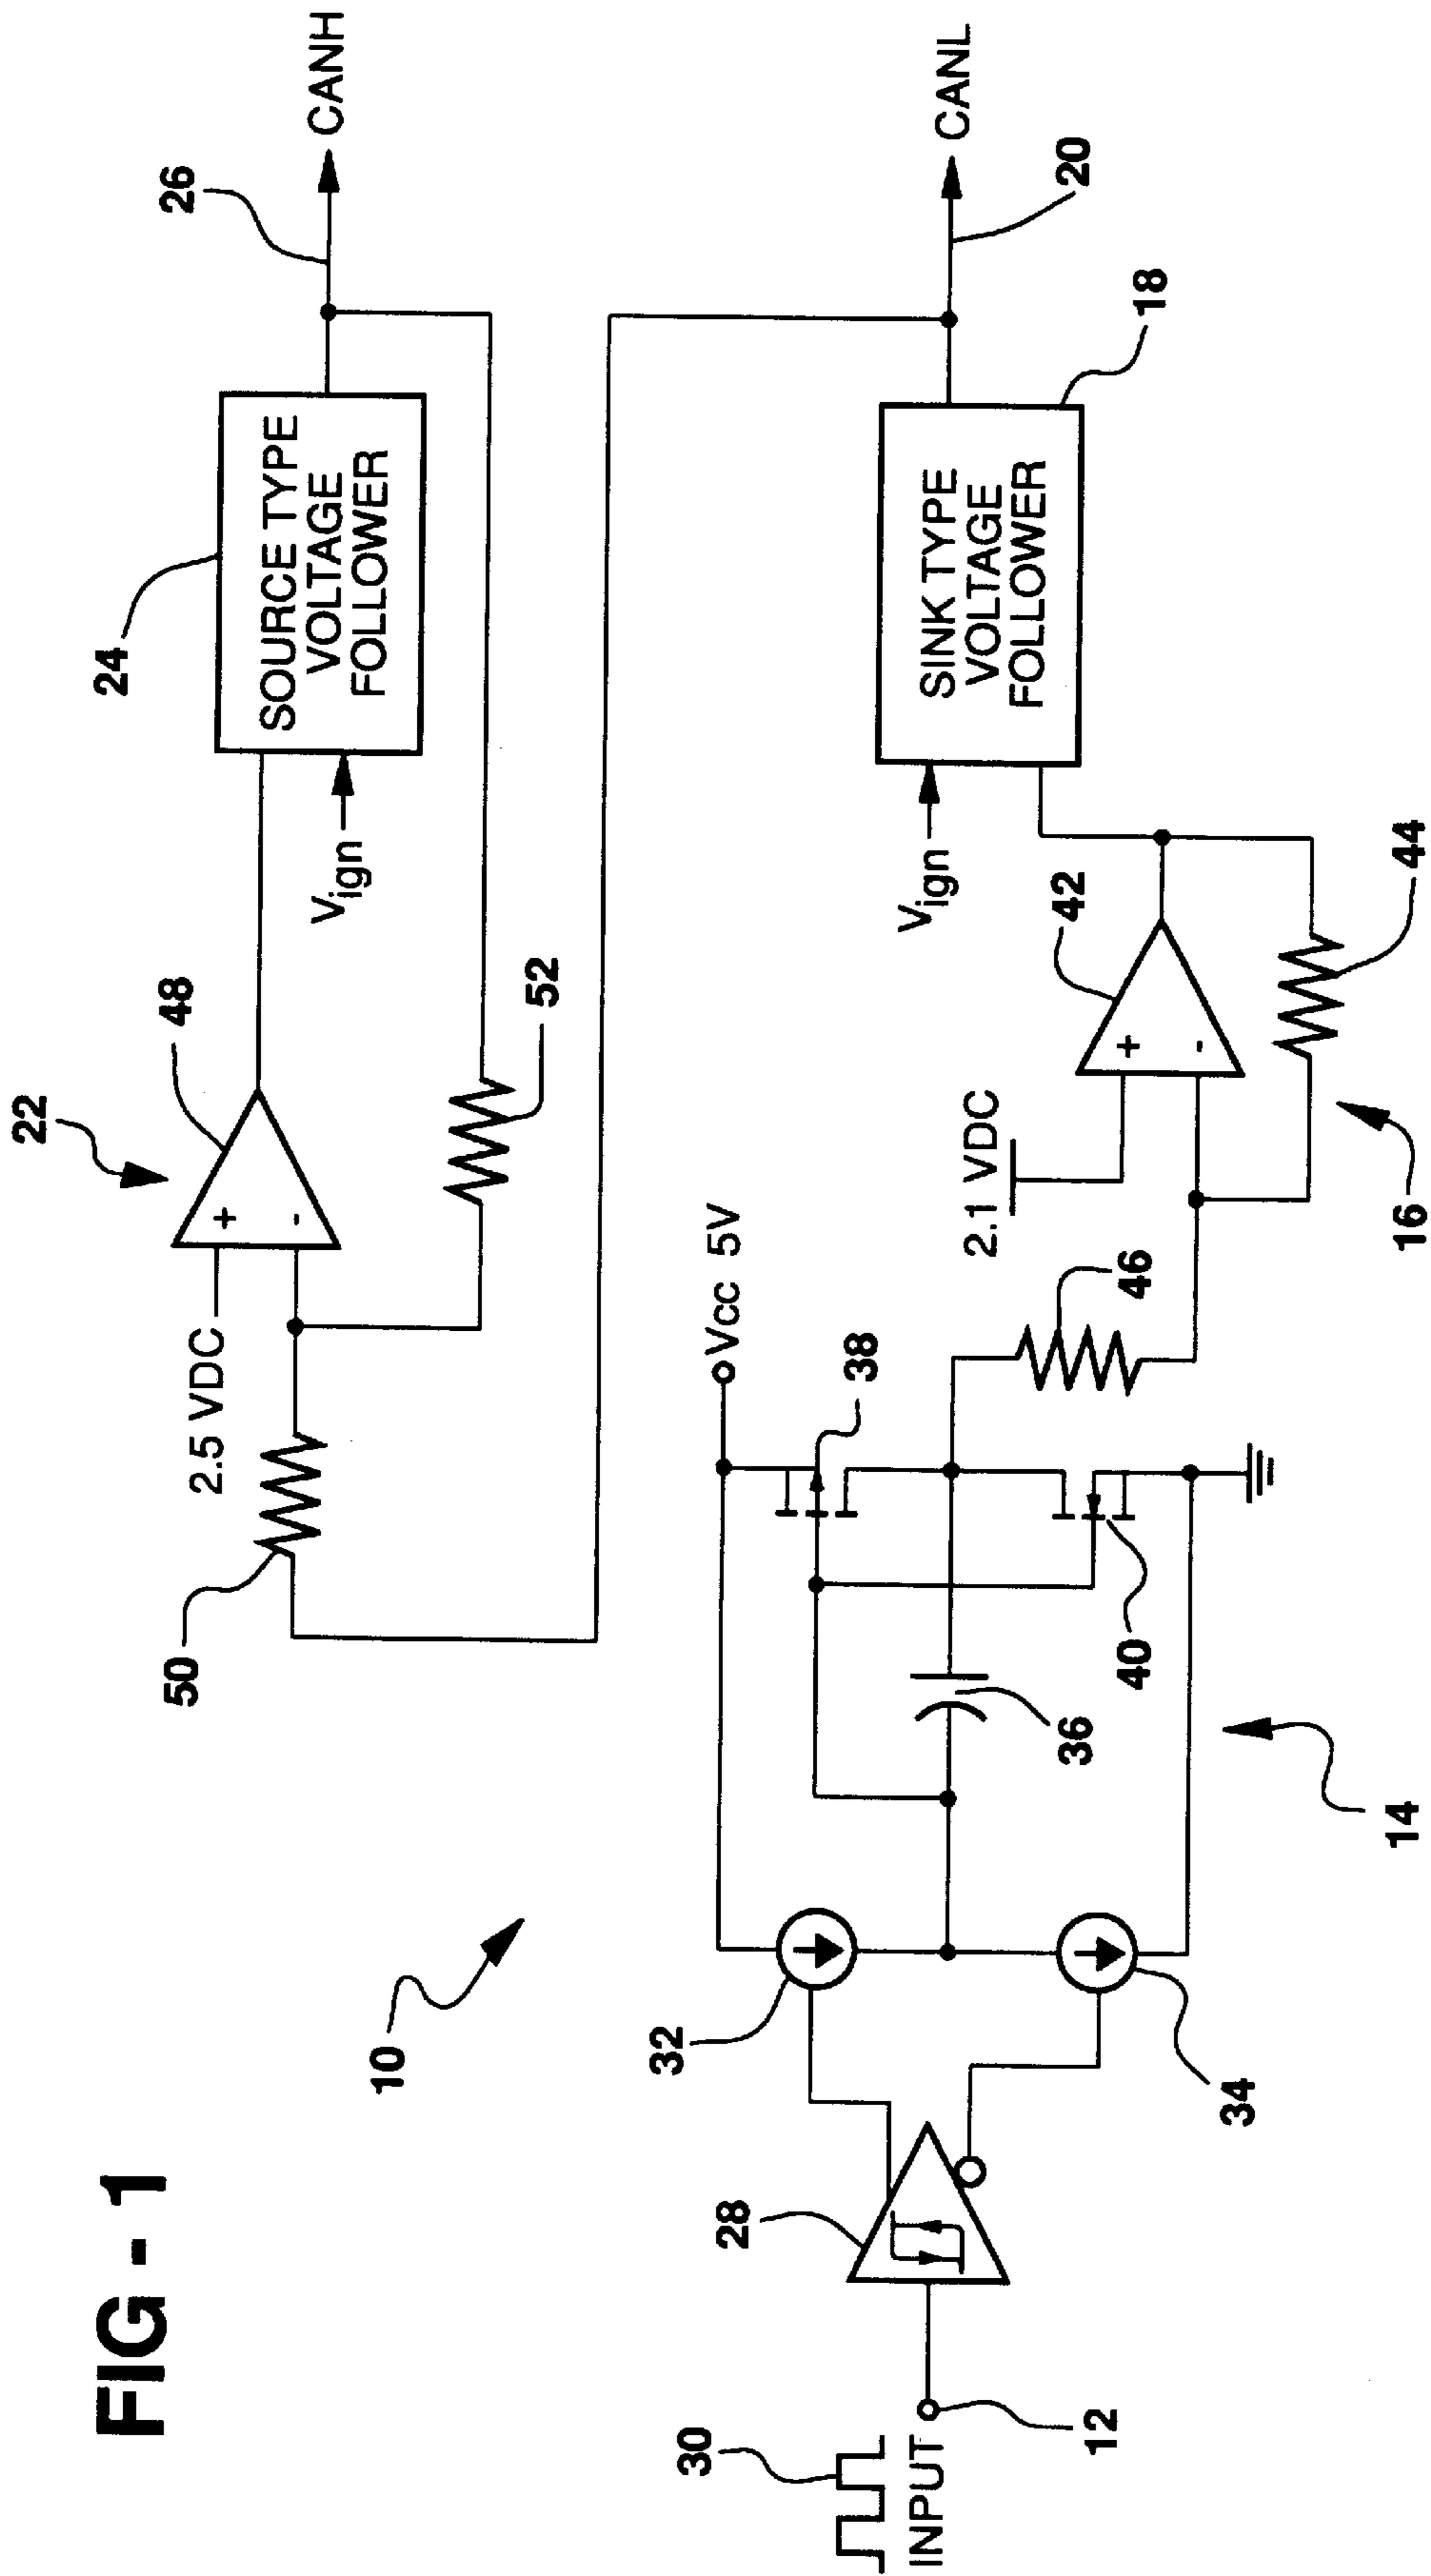 FIG - 1
10
22
48
24
26
CANH
SOURCE TYPE
VOLTAGE
FOLLOWER
Vign
2.5 VDC
+
-
50
52
Vcc 5V
30
INPUT
12
28
32
34
36
38
40
14
46
2.1 VDC
+
-
42
44
16
Vign
SINK TYPE
VOLTAGE
FOLLOWER
18
20
CANL